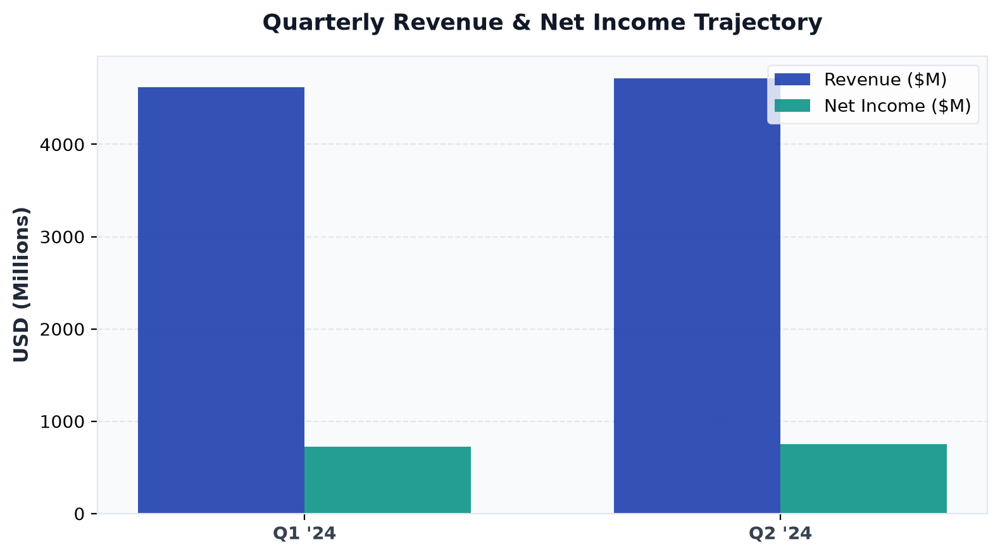 Quarterly Revenue & Net Income Trajectory
Revenue ($M)
Net Income ($M)
USD (Millions)
4000
3000
2000
1000
0
Q1 '24
Q2 '24